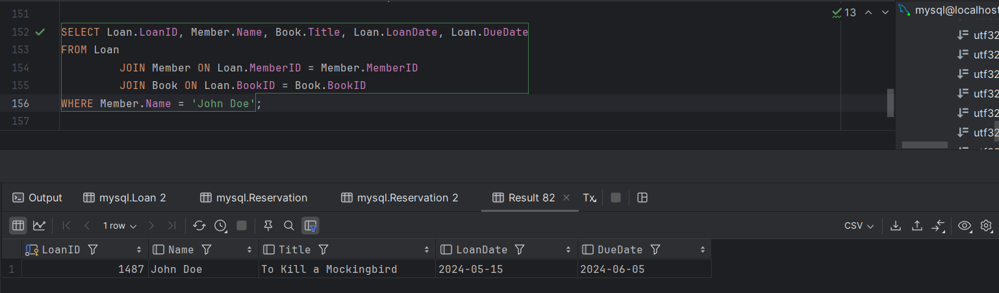 151
13
mysql@localhost
152 SELECT Loan.LoanID, Member.Name, Book.Title, Loan.LoanDate, Loan.DueDate
153 FROM Loan
154 JOIN Member ON Loan.MemberID = Member.MemberID
155 JOIN Book ON Loan.BookID = Book.BookID
156 WHERE Member.Name = 'John Doe';
157
utf32
utf32
utf32
utf32
utf32
utf32
Output mysql.Loan 2 mysql.Reservation mysql.Reservation 2 Result 82 Tx
1 row CSV
LoanID Name Title LoanDate DueDate
1 1487 John Doe To Kill a Mockingbird 2024-05-15 2024-06-05